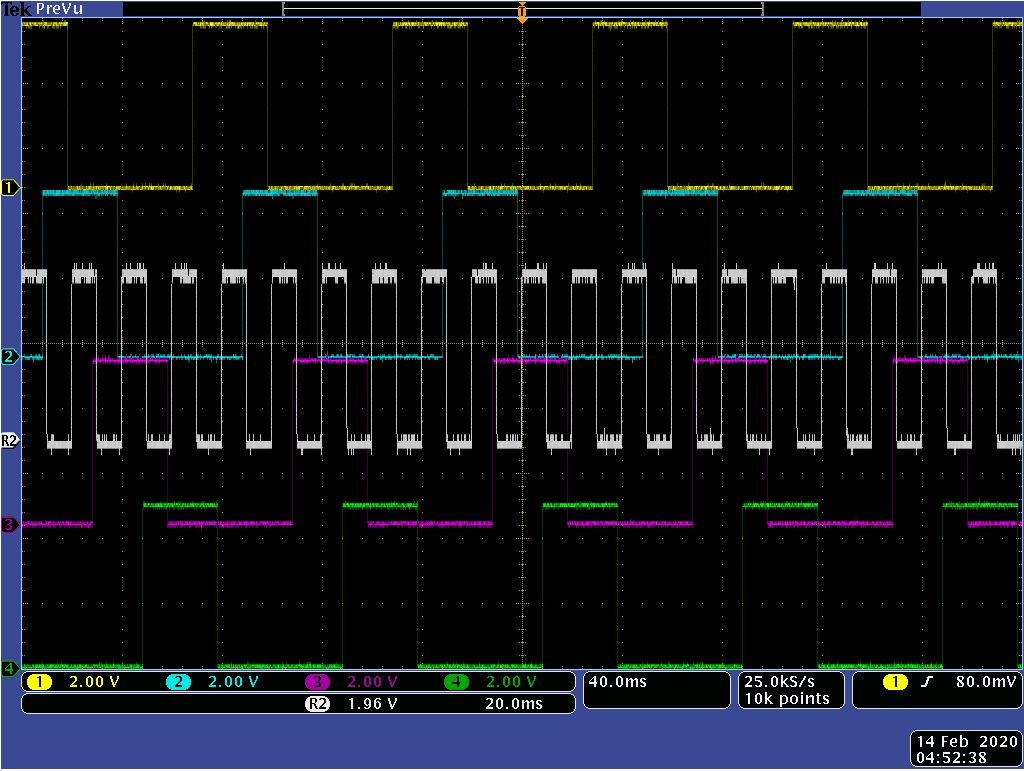 Tek PreVu
T
1
2
R2
3
4
1 2.00 V 2 2.00 V 3 2.00 V 4 2.00 V
R2 1.96 V 20.0ms
40.0ms
25.0kS/s
10k points
1 80.0mV
14 Feb 2020
04:52:38